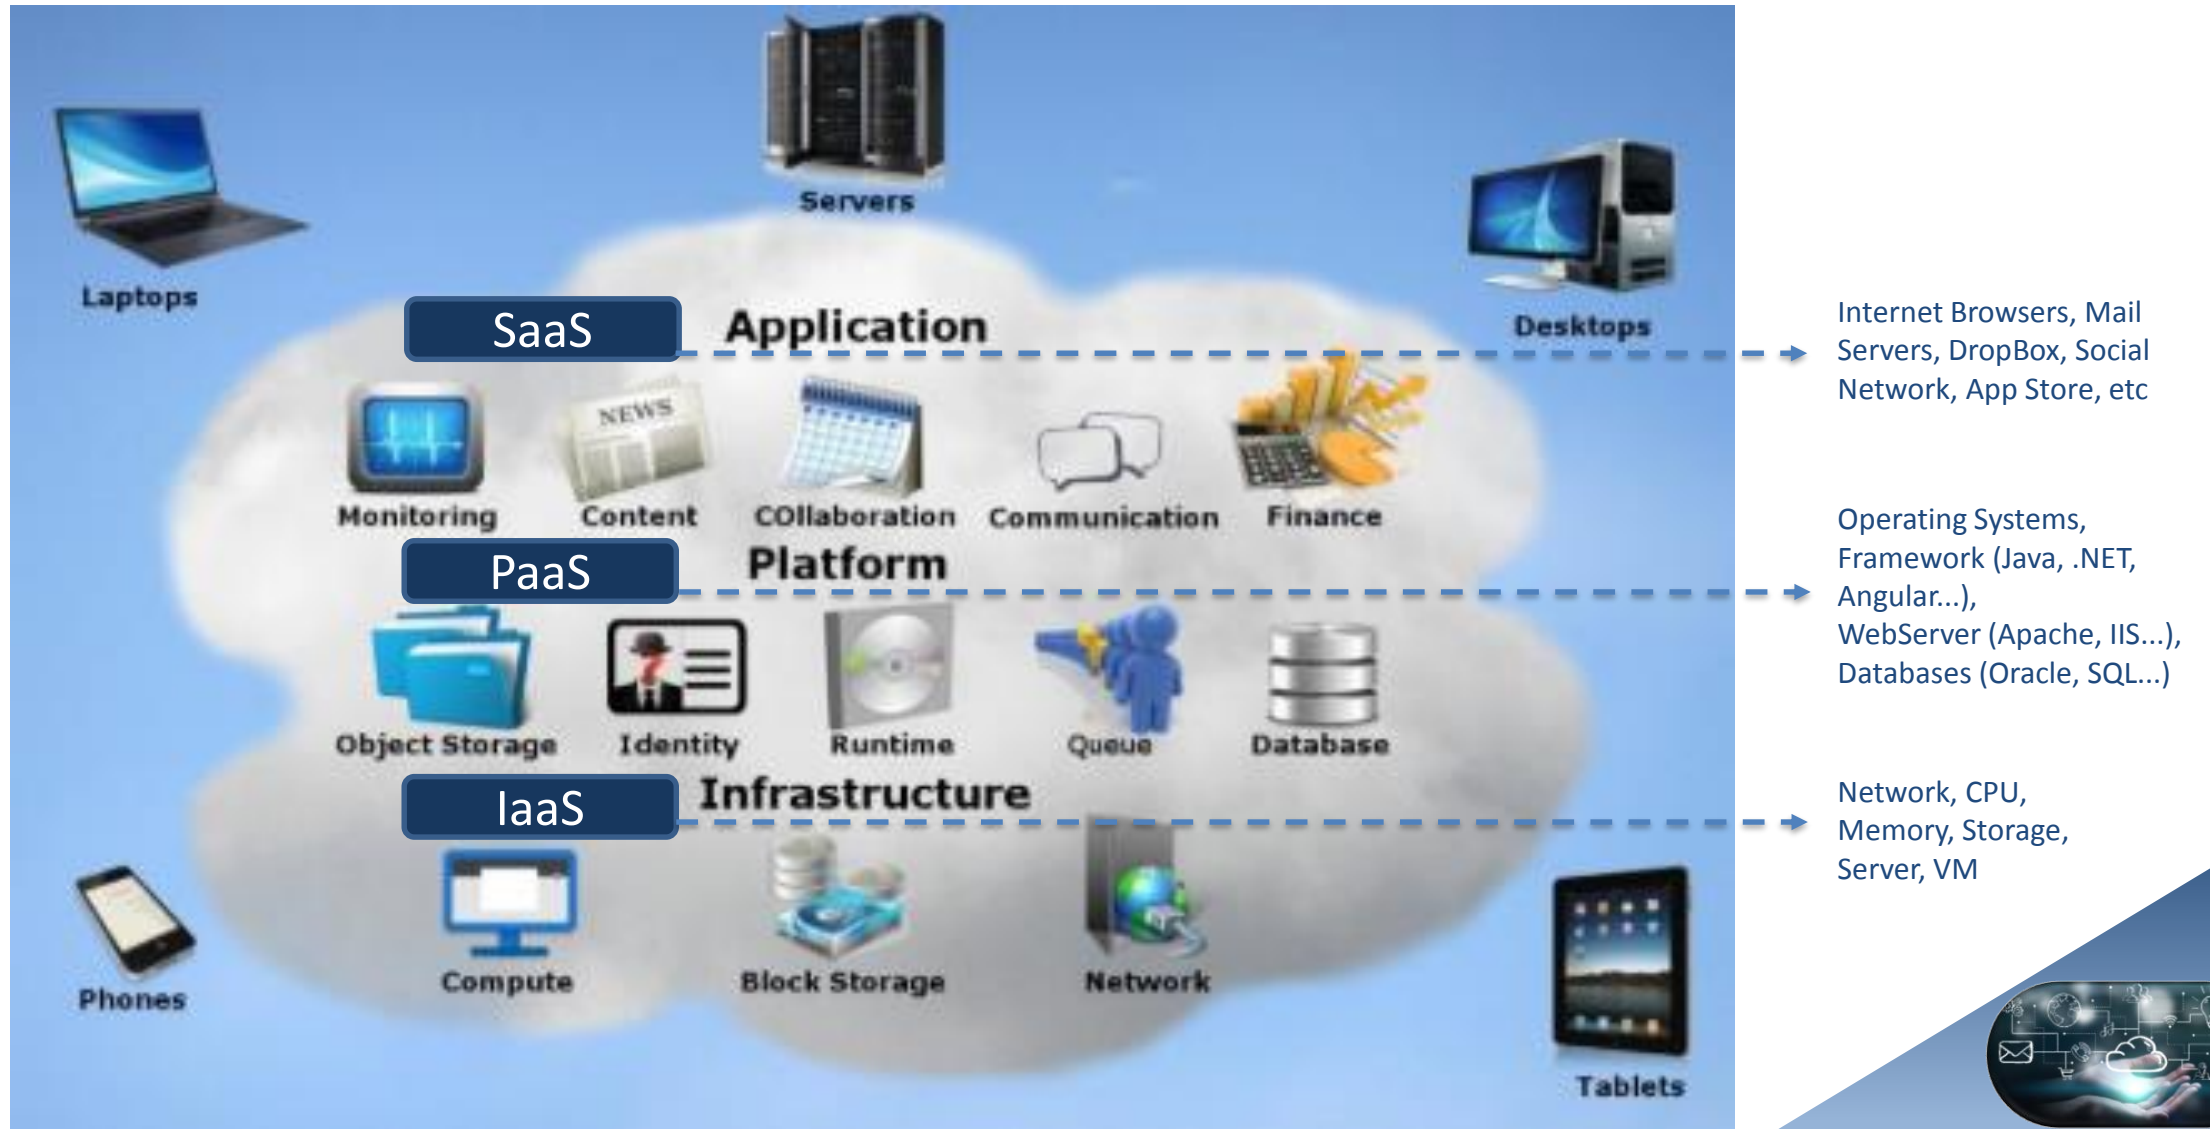 Servers
Laptops
Desktops
SaaS
Application
Internet Browsers, Mail
Servers, DropBox, Social
Network, App Store, etc
NEWS
Monitoring
Content
COllaboration
Communication
Finance
PaaS
Platform
Operating Systems,
Framework (Java, .NET,
Angular...),
WebServer (Apache, IIS...),
Databases (Oracle, SQL...)
Object Storage
Identity
Runtime
Queue
Database
IaaS
Infrastructure
Network, CPU,
Memory, Storage,
Server, VM
Compute
Block Storage
Network
Phones
Tablets